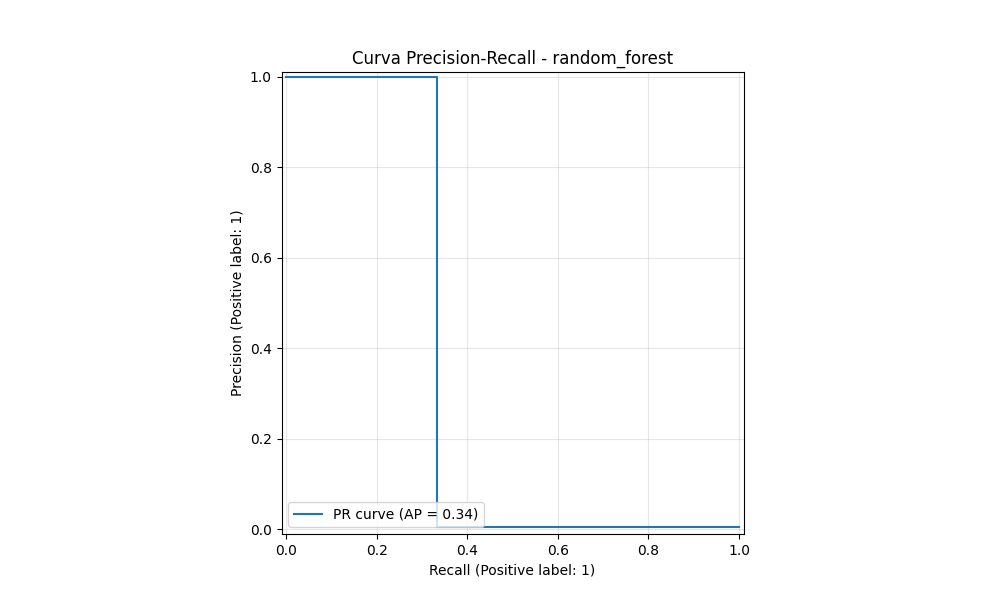 Curva Precision-Recall - random_forest
1.0
0.8
0.6
0.4
0.2
0.0
Precision (Positive label: 1)
PR curve (AP = 0.34)
0.0 0.2 0.4 0.6 0.8 1.0
Recall (Positive label: 1)